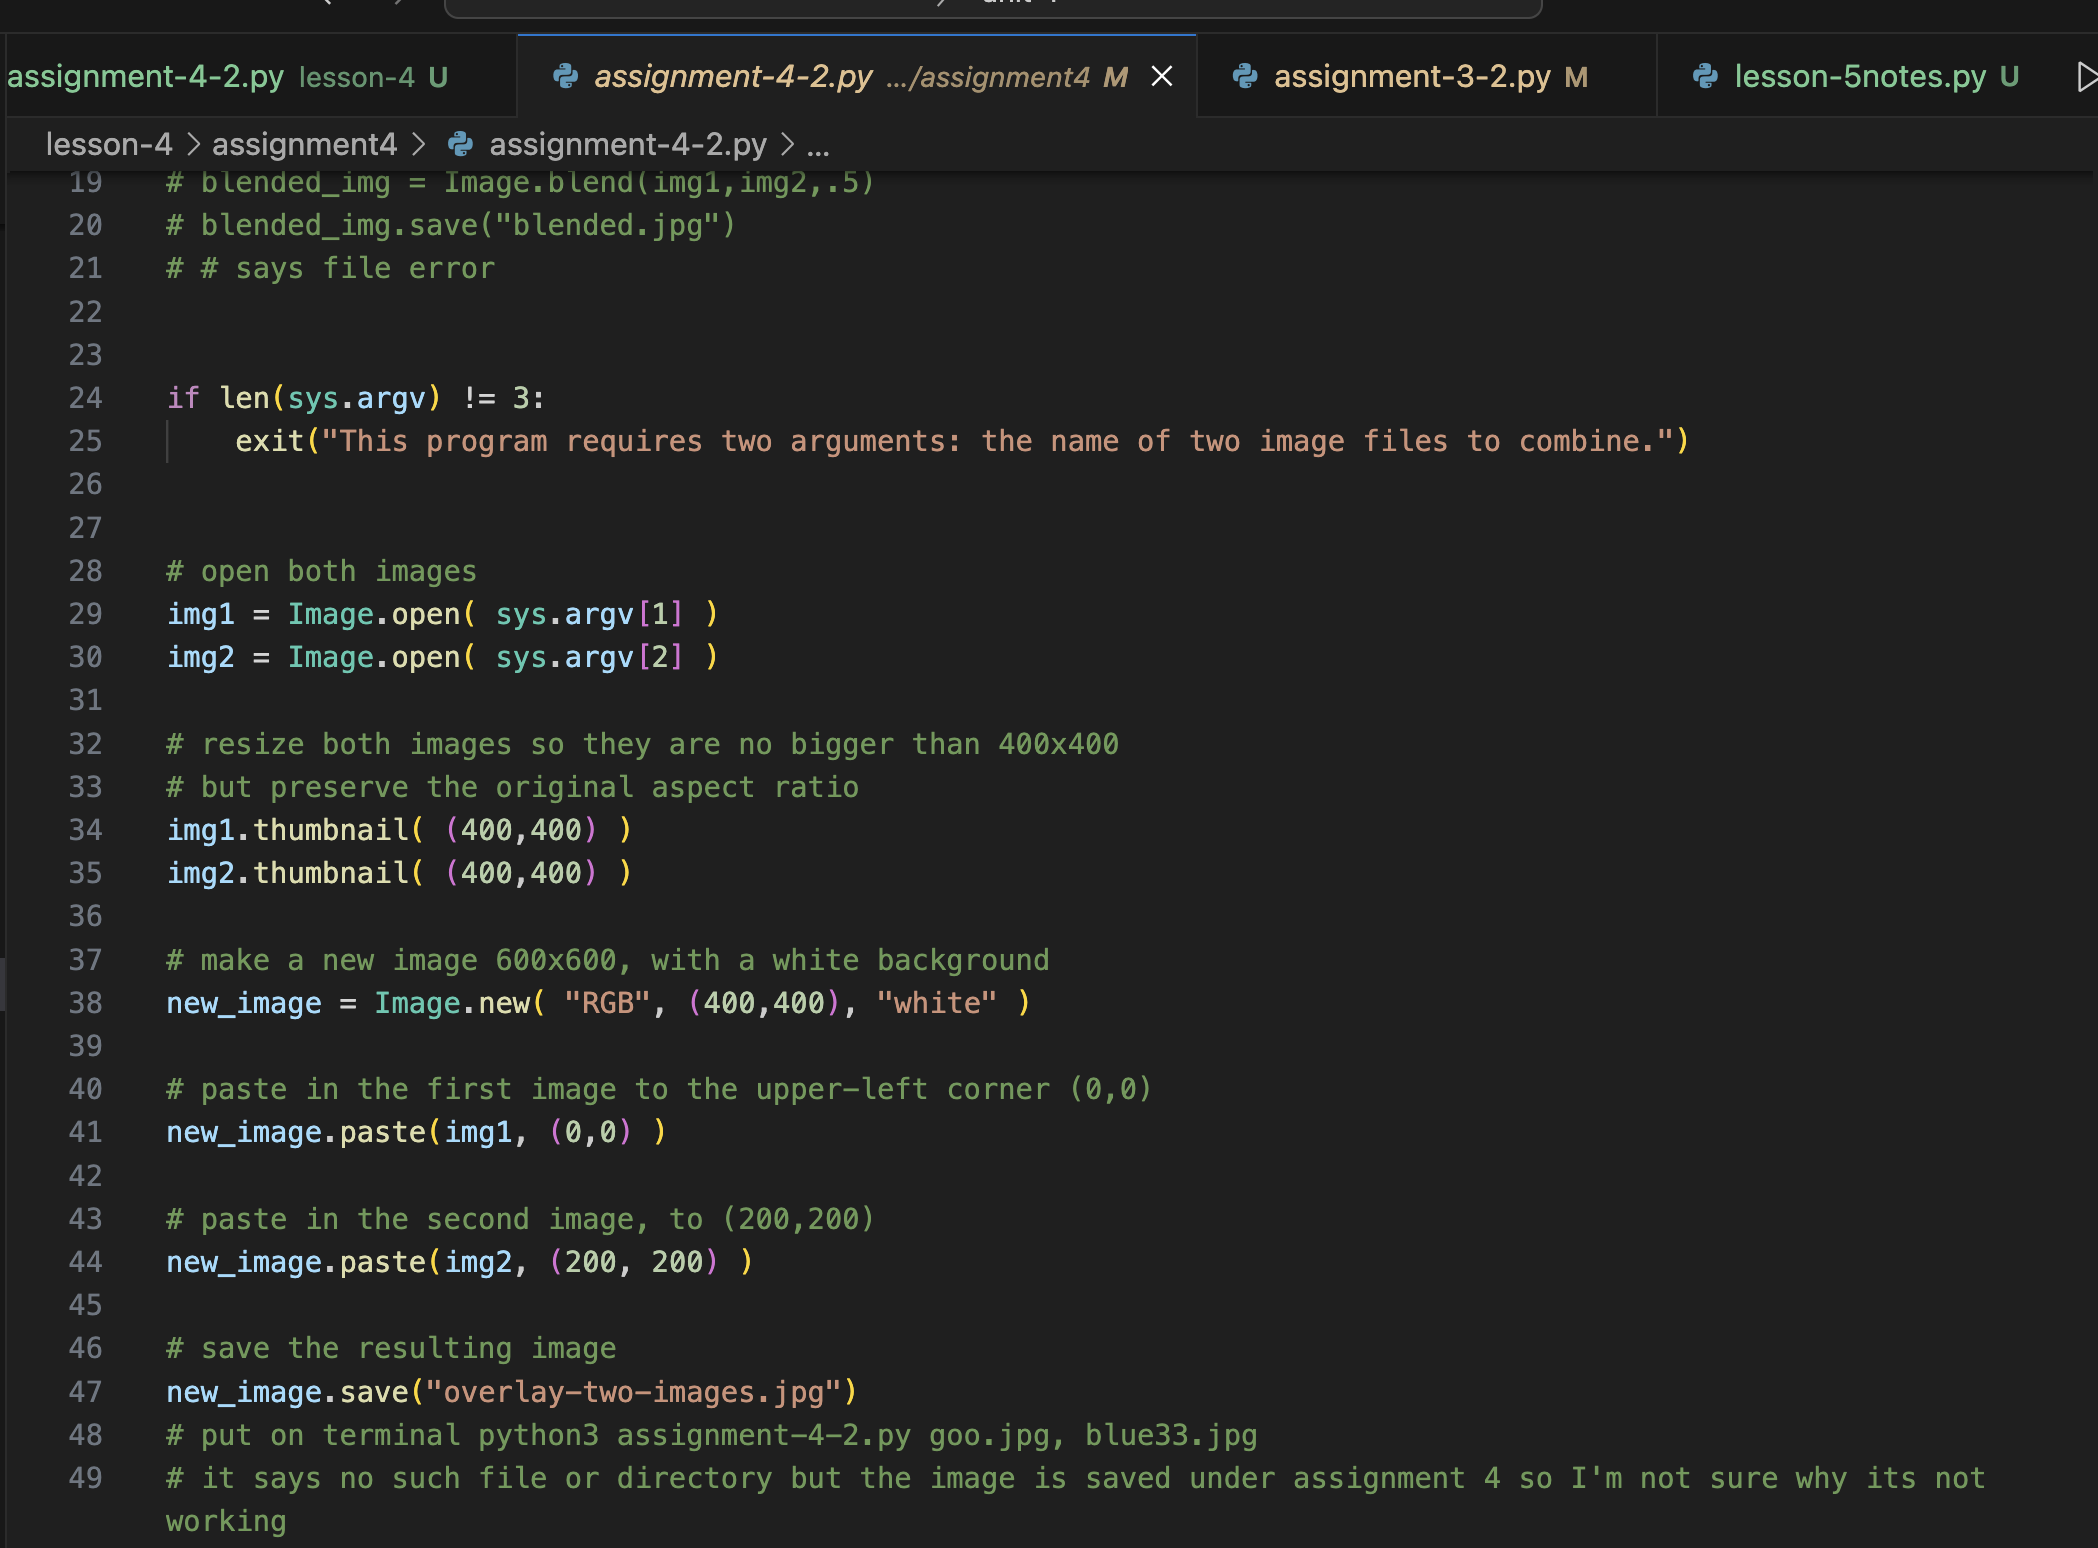 assignment-4-2.py lesson-4 U assignment-4-2.py .../assignment4 M assignment-3-2.py M lesson-5notes.py U
lesson-4 > assignment4 > assignment-4-2.py > ...
19 # blended_img = Image.blend(img1,img2,.5)
20 # blended_img.save("blended.jpg")
21 # # says file error
22
23
24 if len(sys.argv) != 3:
25 exit("This program requires two arguments: the name of two image files to combine.")
26
27
28 # open both images
29 img1 = Image.open( sys.argv[1] )
30 img2 = Image.open( sys.argv[2] )
31
32 # resize both images so they are no bigger than 400x400
33 # but preserve the original aspect ratio
34 img1.thumbnail( (400,400) )
35 img2.thumbnail( (400,400) )
36
37 # make a new image 600x600, with a white background
38 new_image = Image.new( "RGB", (400,400), "white" )
39
40 # paste in the first image to the upper-left corner (0,0)
41 new_image.paste(img1, (0,0) )
42
43 # paste in the second image, to (200,200)
44 new_image.paste(img2, (200, 200) )
45
46 # save the resulting image
47 new_image.save("overlay-two-images.jpg")
48 # put on terminal python3 assignment-4-2.py goo.jpg, blue33.jpg
49 # it says no such file or directory but the image is saved under assignment 4 so I'm not sure why its not
working